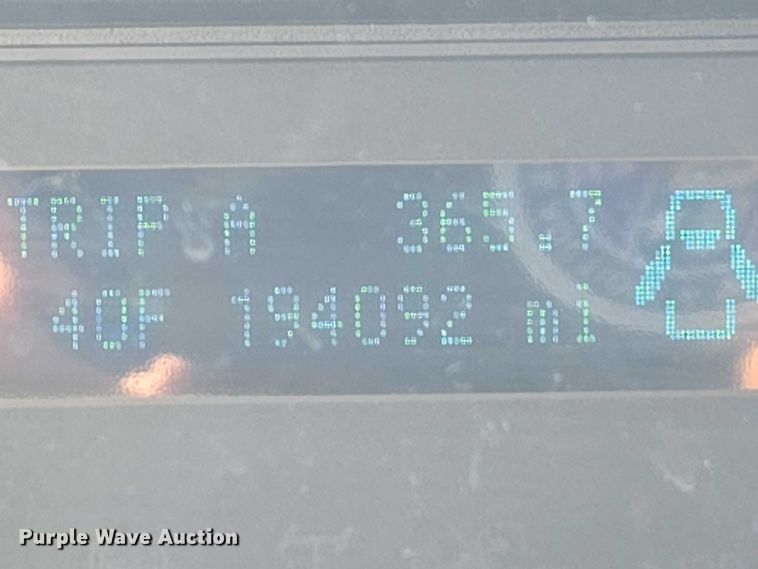 TRIP A 365.7
40F 194092 mi
Purple Wave Auction